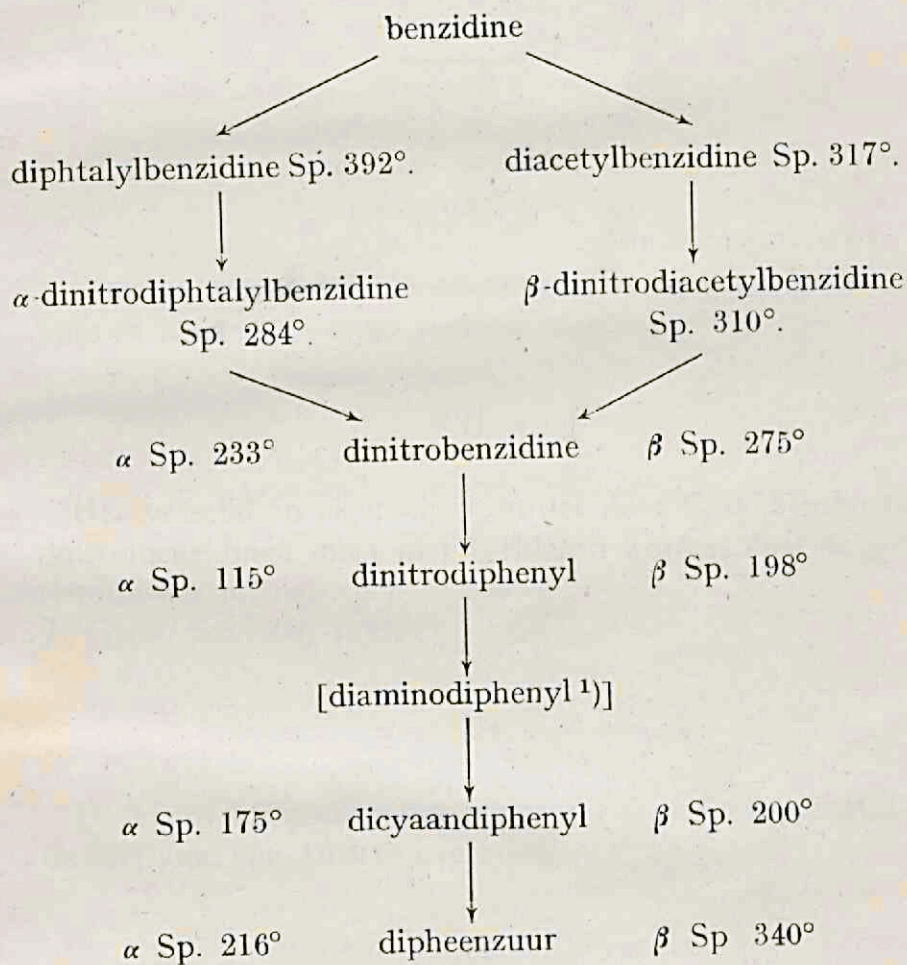 benzidine
diphtalylbenzidine Sp. 392°.
diacetylbenzidine Sp. 317°.
α-dinitrodiphtalylbenzidine
Sp. 284°.
β-dinitrodiacetylbenzidine
Sp. 310°.
α Sp. 233° dinitrobenzidine β Sp. 275°
α Sp. 115° dinitrodiphenyl β Sp. 198°
[diaminodiphenyl ¹)]
α Sp. 175° dicyaandiphenyl β Sp. 200°
α Sp. 216° dipheenzuur β Sp 340°